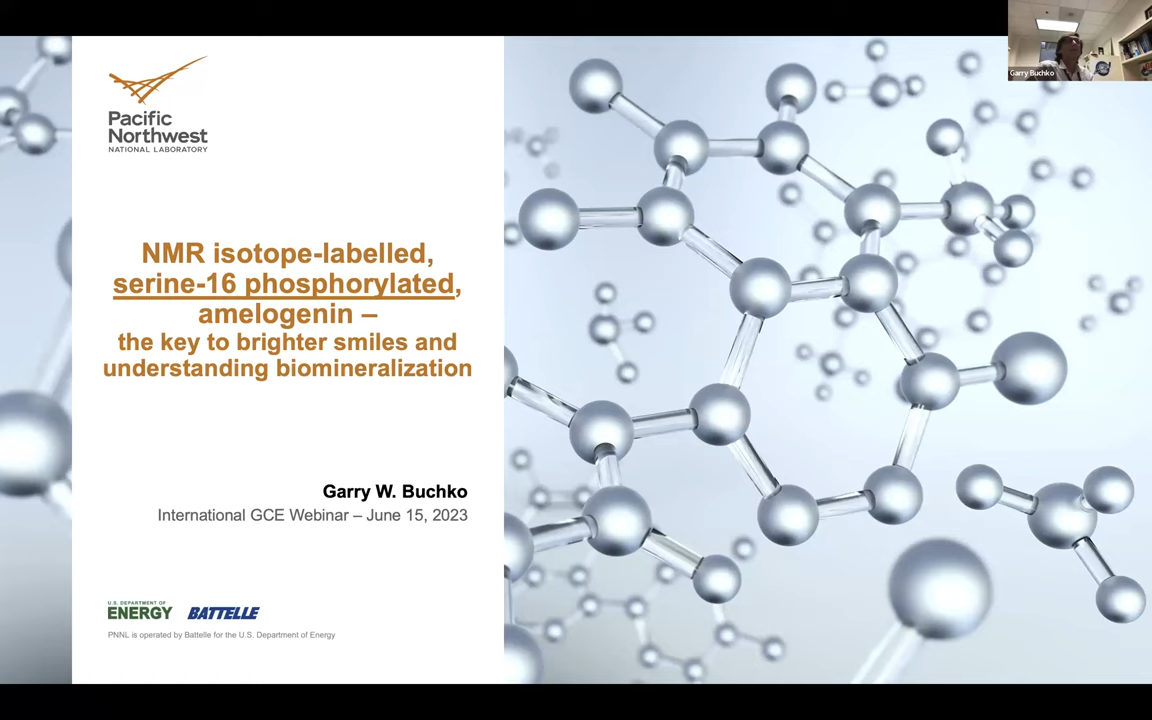 Garry Buchko
Pacific
Northwest
NATIONAL LABORATORY
NMR isotope-labelled,
serine-16 phosphorylated,
amelogenin –
the key to brighter smiles and
understanding biomineralization
Garry W. Buchko
International GCE Webinar – June 15, 2023
U.S. DEPARTMENT OF
ENERGY
BATTELLE
PNNL is operated by Battelle for the U.S. Department of Energy